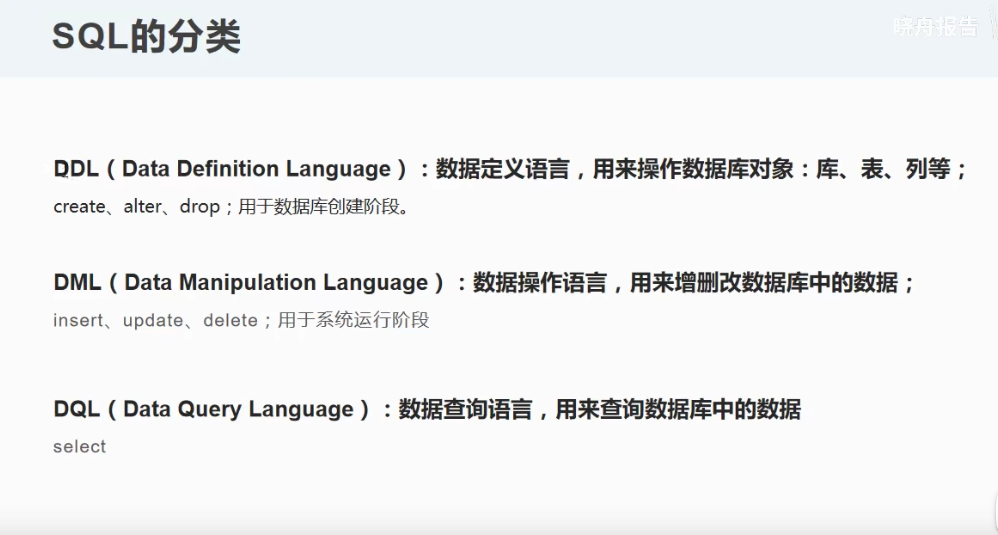 SQL的分类
晓舟报告
DDL（Data Definition Language）：数据定义语言，用来操作数据库对象：库、表、列等；
create、alter、drop；用于数据库创建阶段。
DML（Data Manipulation Language）：数据操作语言，用来增删改数据库中的数据；
insert、update、delete；用于系统运行阶段
DQL（Data Query Language）：数据查询语言，用来查询数据库中的数据
select